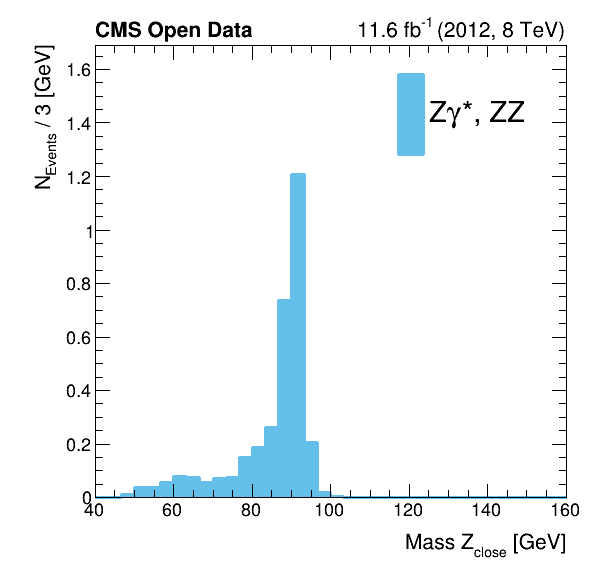 CMS Open Data 11.6 fb⁻¹ (2012, 8 TeV)
N_Events / 3 [GeV]
1.6
1.4
1.2
1
0.8
0.6
0.4
0.2
0
Zγ*, ZZ
40 60 80 100 120 140 160
Mass Z_close [GeV]